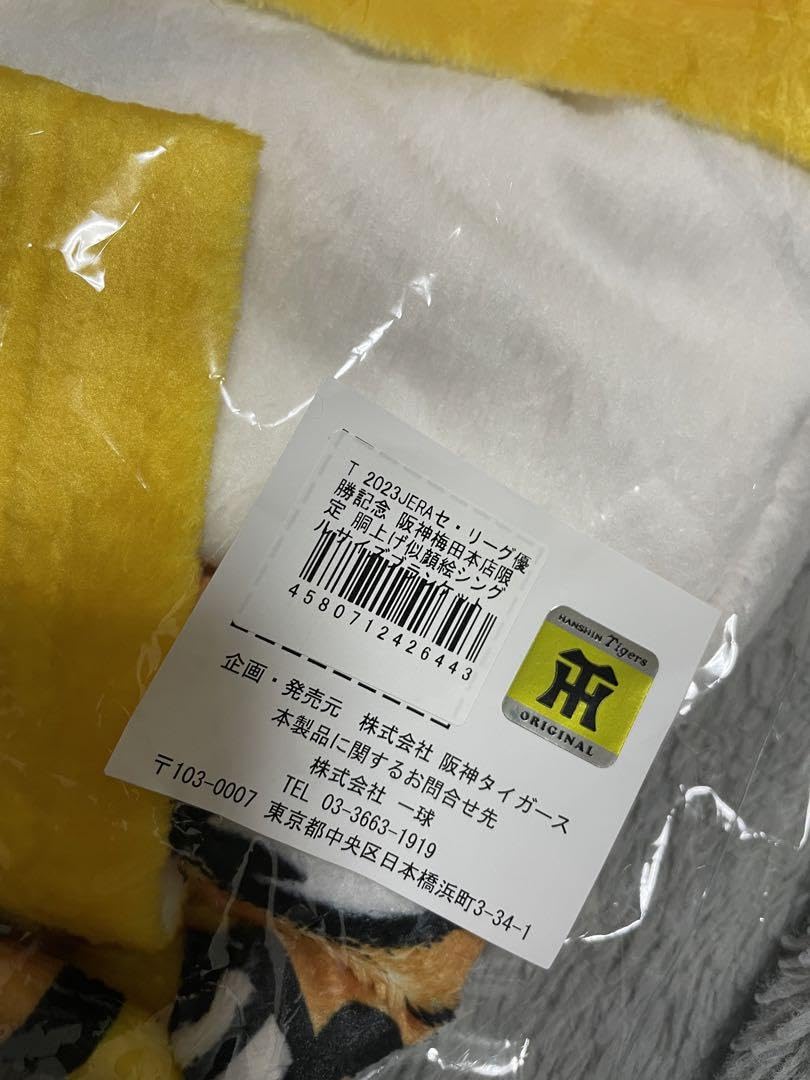 T 2023JERAセ・リーグ優
勝記念 阪神梅田本店限
定 胴上げ似顔絵シング
ルサイズブランケット
4580712426443
HANSHIN Tigers
TH
ORIGINAL
企画・発売元 株式会社 阪神タイガース
本製品に関するお問合せ先
株式会社 一球
TEL 03-3663-1919
〒103-0007 東京都中央区日本橋浜町3-34-1